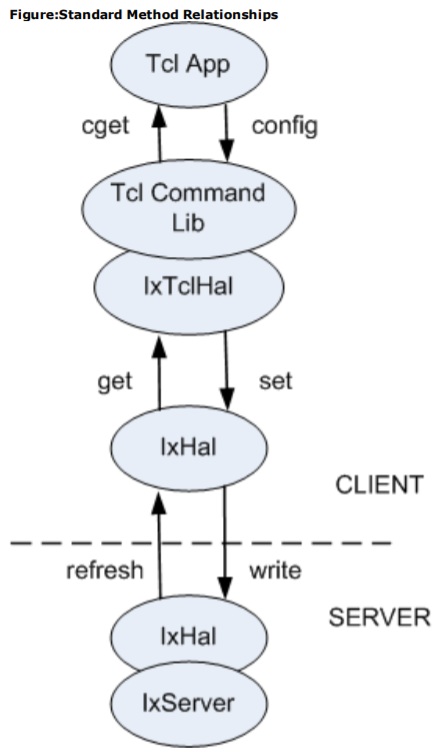 Figure:Standard Method Relationships
Tcl App
cget
config
Tcl Command
Lib
IxTclHal
get
set
IxHal
CLIENT
refresh
write
SERVER
IxHal
IxServer